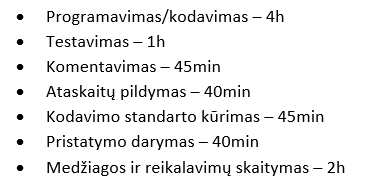 • Programavimas/kodavimas – 4h
• Testavimas – 1h
• Komentavimas – 45min
• Ataskaitų pildymas – 40min
• Kodavimo standarto kūrimas – 45min
• Pristatymo darymas – 40min
• Medžiagos ir reikalavimų skaitymas – 2h